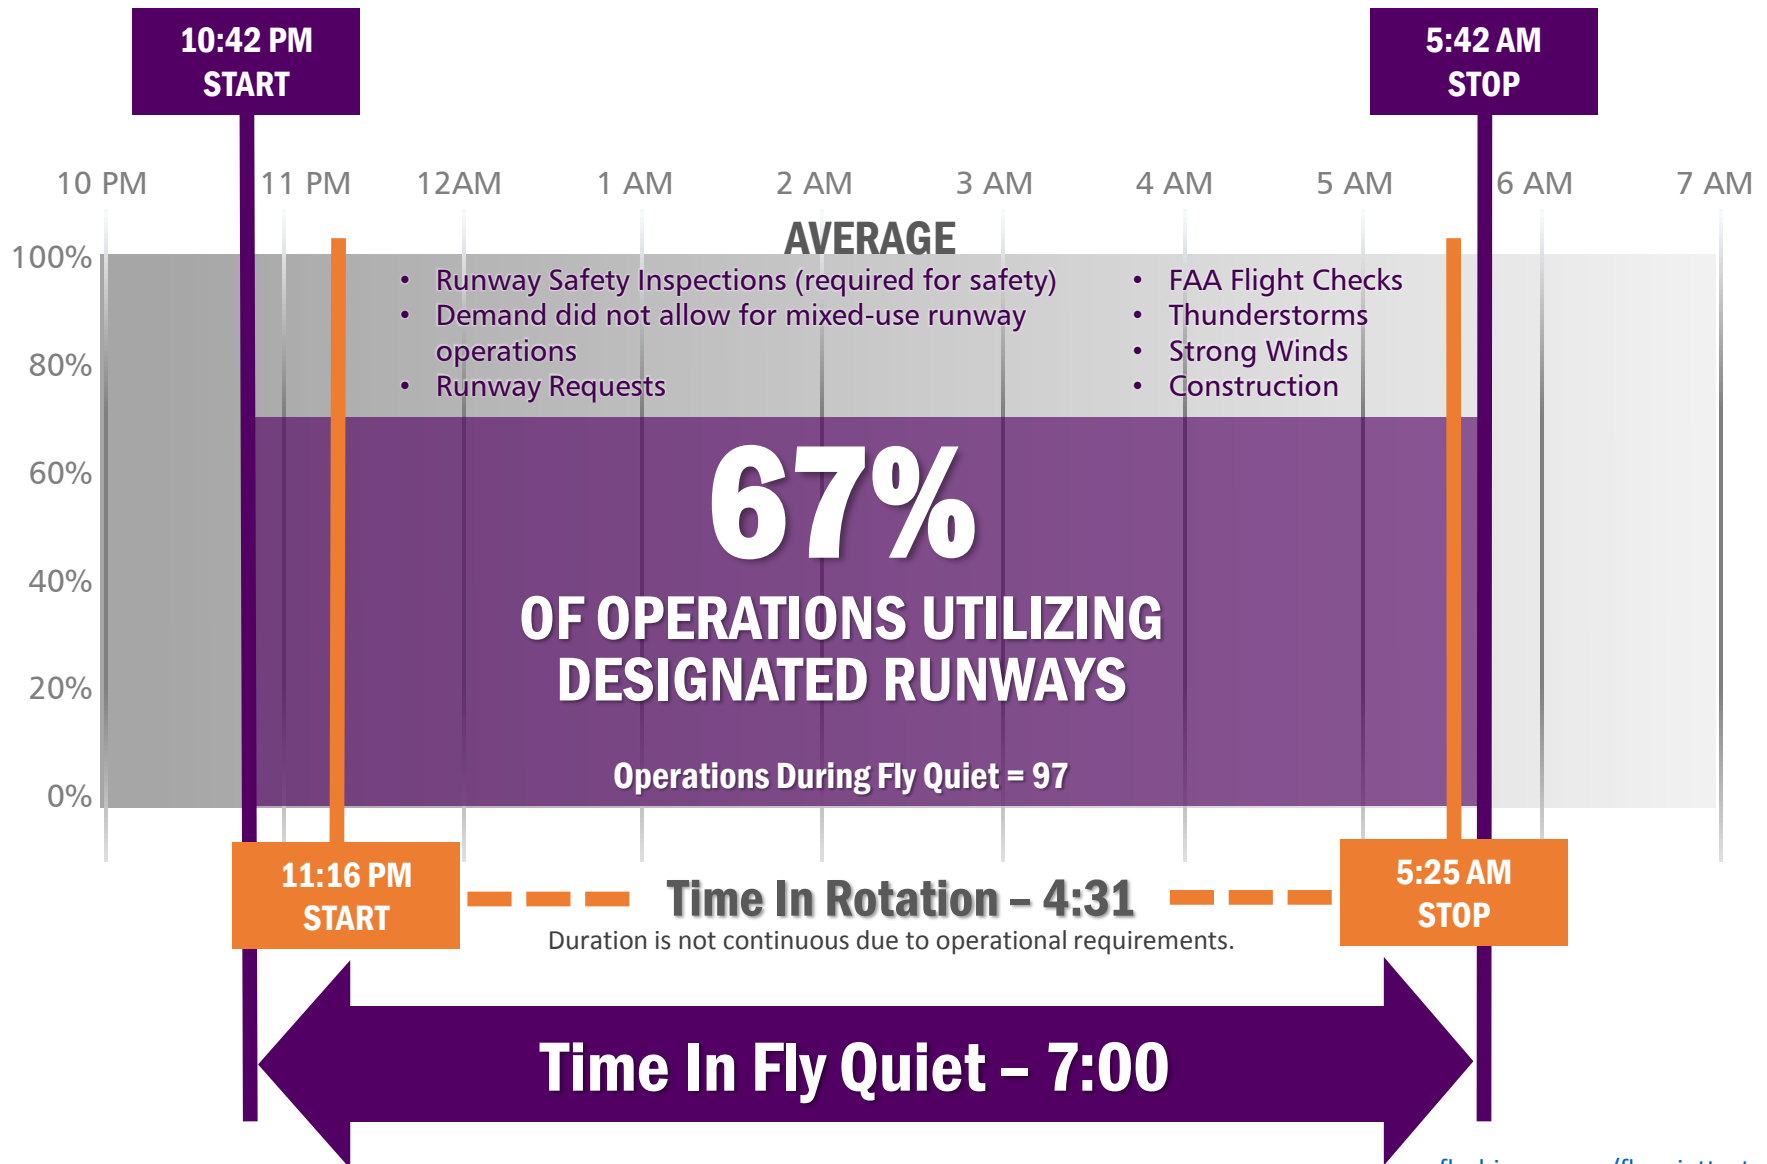 10:42 PM
START
5:42 AM
STOP
10 PM 11 PM 12AM 1 AM 2 AM 3 AM 4 AM 5 AM 6 AM 7 AM
AVERAGE
100%
80%
60%
40%
20%
0%
• Runway Safety Inspections (required for safety)
• Demand did not allow for mixed-use runway
operations
• Runway Requests
• FAA Flight Checks
• Thunderstorms
• Strong Winds
• Construction
67%
OF OPERATIONS UTILIZING
DESIGNATED RUNWAYS
Operations During Fly Quiet = 97
11:16 PM
START
Time In Rotation – 4:31
Duration is not continuous due to operational requirements.
5:25 AM
STOP
Time In Fly Quiet – 7:00